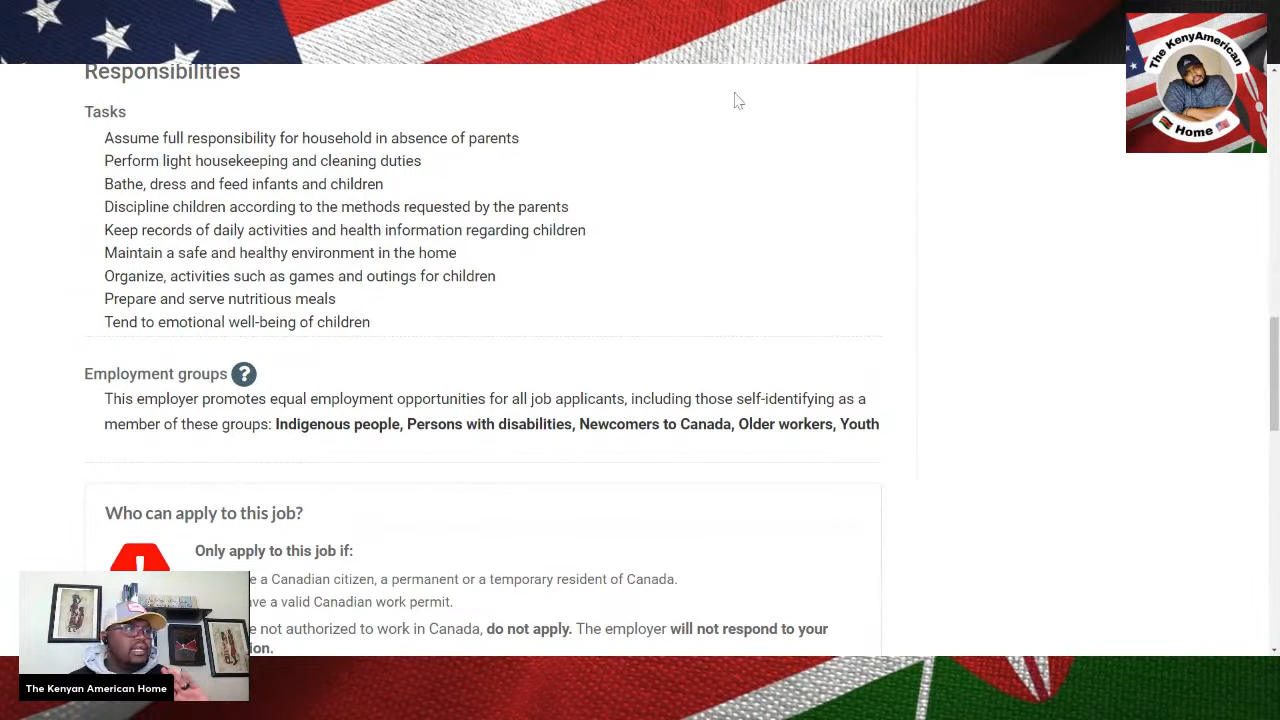 The KenyAmerican
Home
Responsibilities
Tasks
Assume full responsibility for household in absence of parents
Perform light housekeeping and cleaning duties
Bathe, dress and feed infants and children
Discipline children according to the methods requested by the parents
Keep records of daily activities and health information regarding children
Maintain a safe and healthy environment in the home
Organize, activities such as games and outings for children
Prepare and serve nutritious meals
Tend to emotional well-being of children
Employment groups ?
This employer promotes equal employment opportunities for all job applicants, including those self-identifying as a
member of these groups: Indigenous people, Persons with disabilities, Newcomers to Canada, Older workers, Youth
Who can apply to this job?
Only apply to this job if:
a Canadian citizen, a permanent or a temporary resident of Canada.
a valid Canadian work permit.
not authorized to work in Canada, do not apply. The employer will not respond to your
The Kenyan American Home